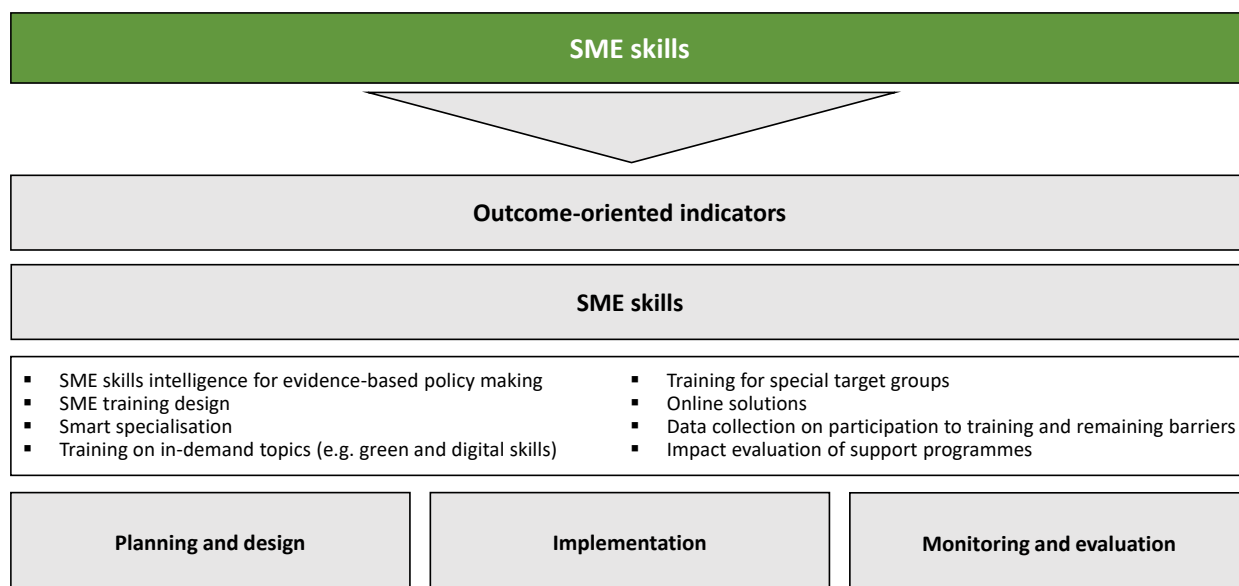 SME skills
Outcome-oriented indicators
SME skills
▪ SME skills intelligence for evidence-based policy making
▪ SME training design
▪ Smart specialisation
▪ Training on in-demand topics (e.g. green and digital skills)
▪ Training for special target groups
▪ Online solutions
▪ Data collection on participation to training and remaining barriers
▪ Impact evaluation of support programmes
Planning and design
Implementation
Monitoring and evaluation